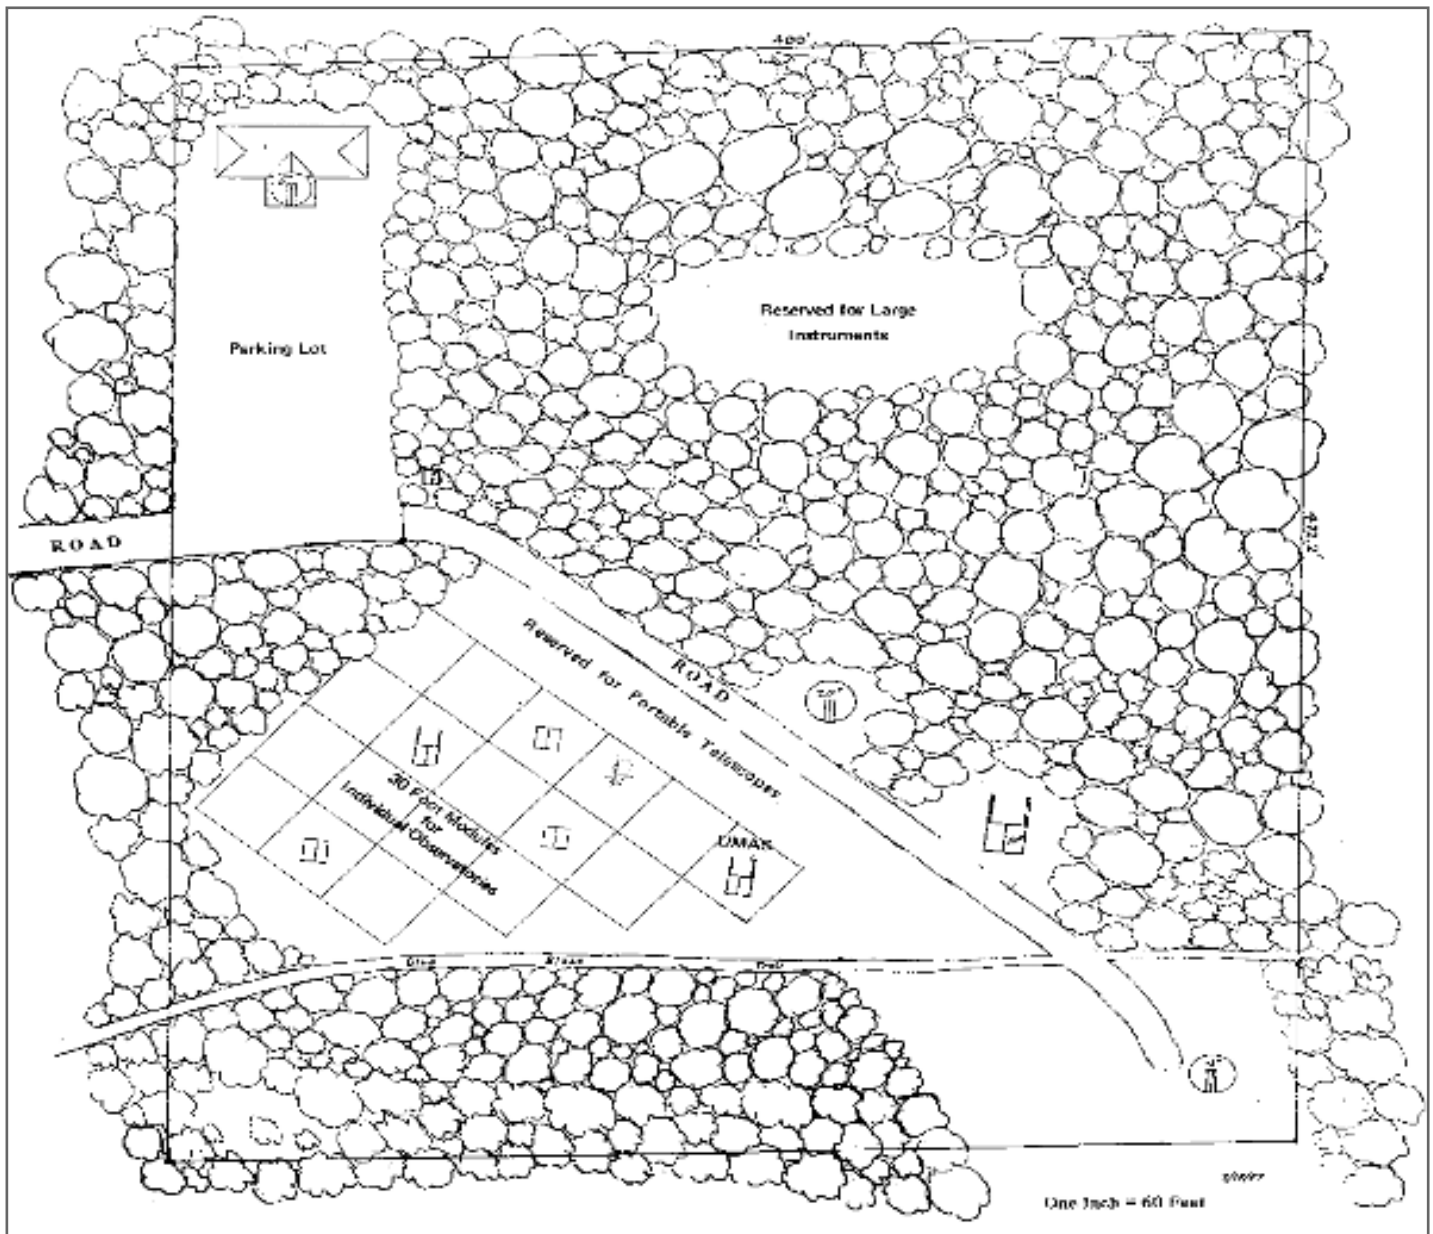 400'
Reserved for Large
Instruments
Parking Lot
ROAD
Reserved for Portable Telescopes
ROAD
30 Foot Modules
for
Individual Observatories
One Inch = 60 Feet